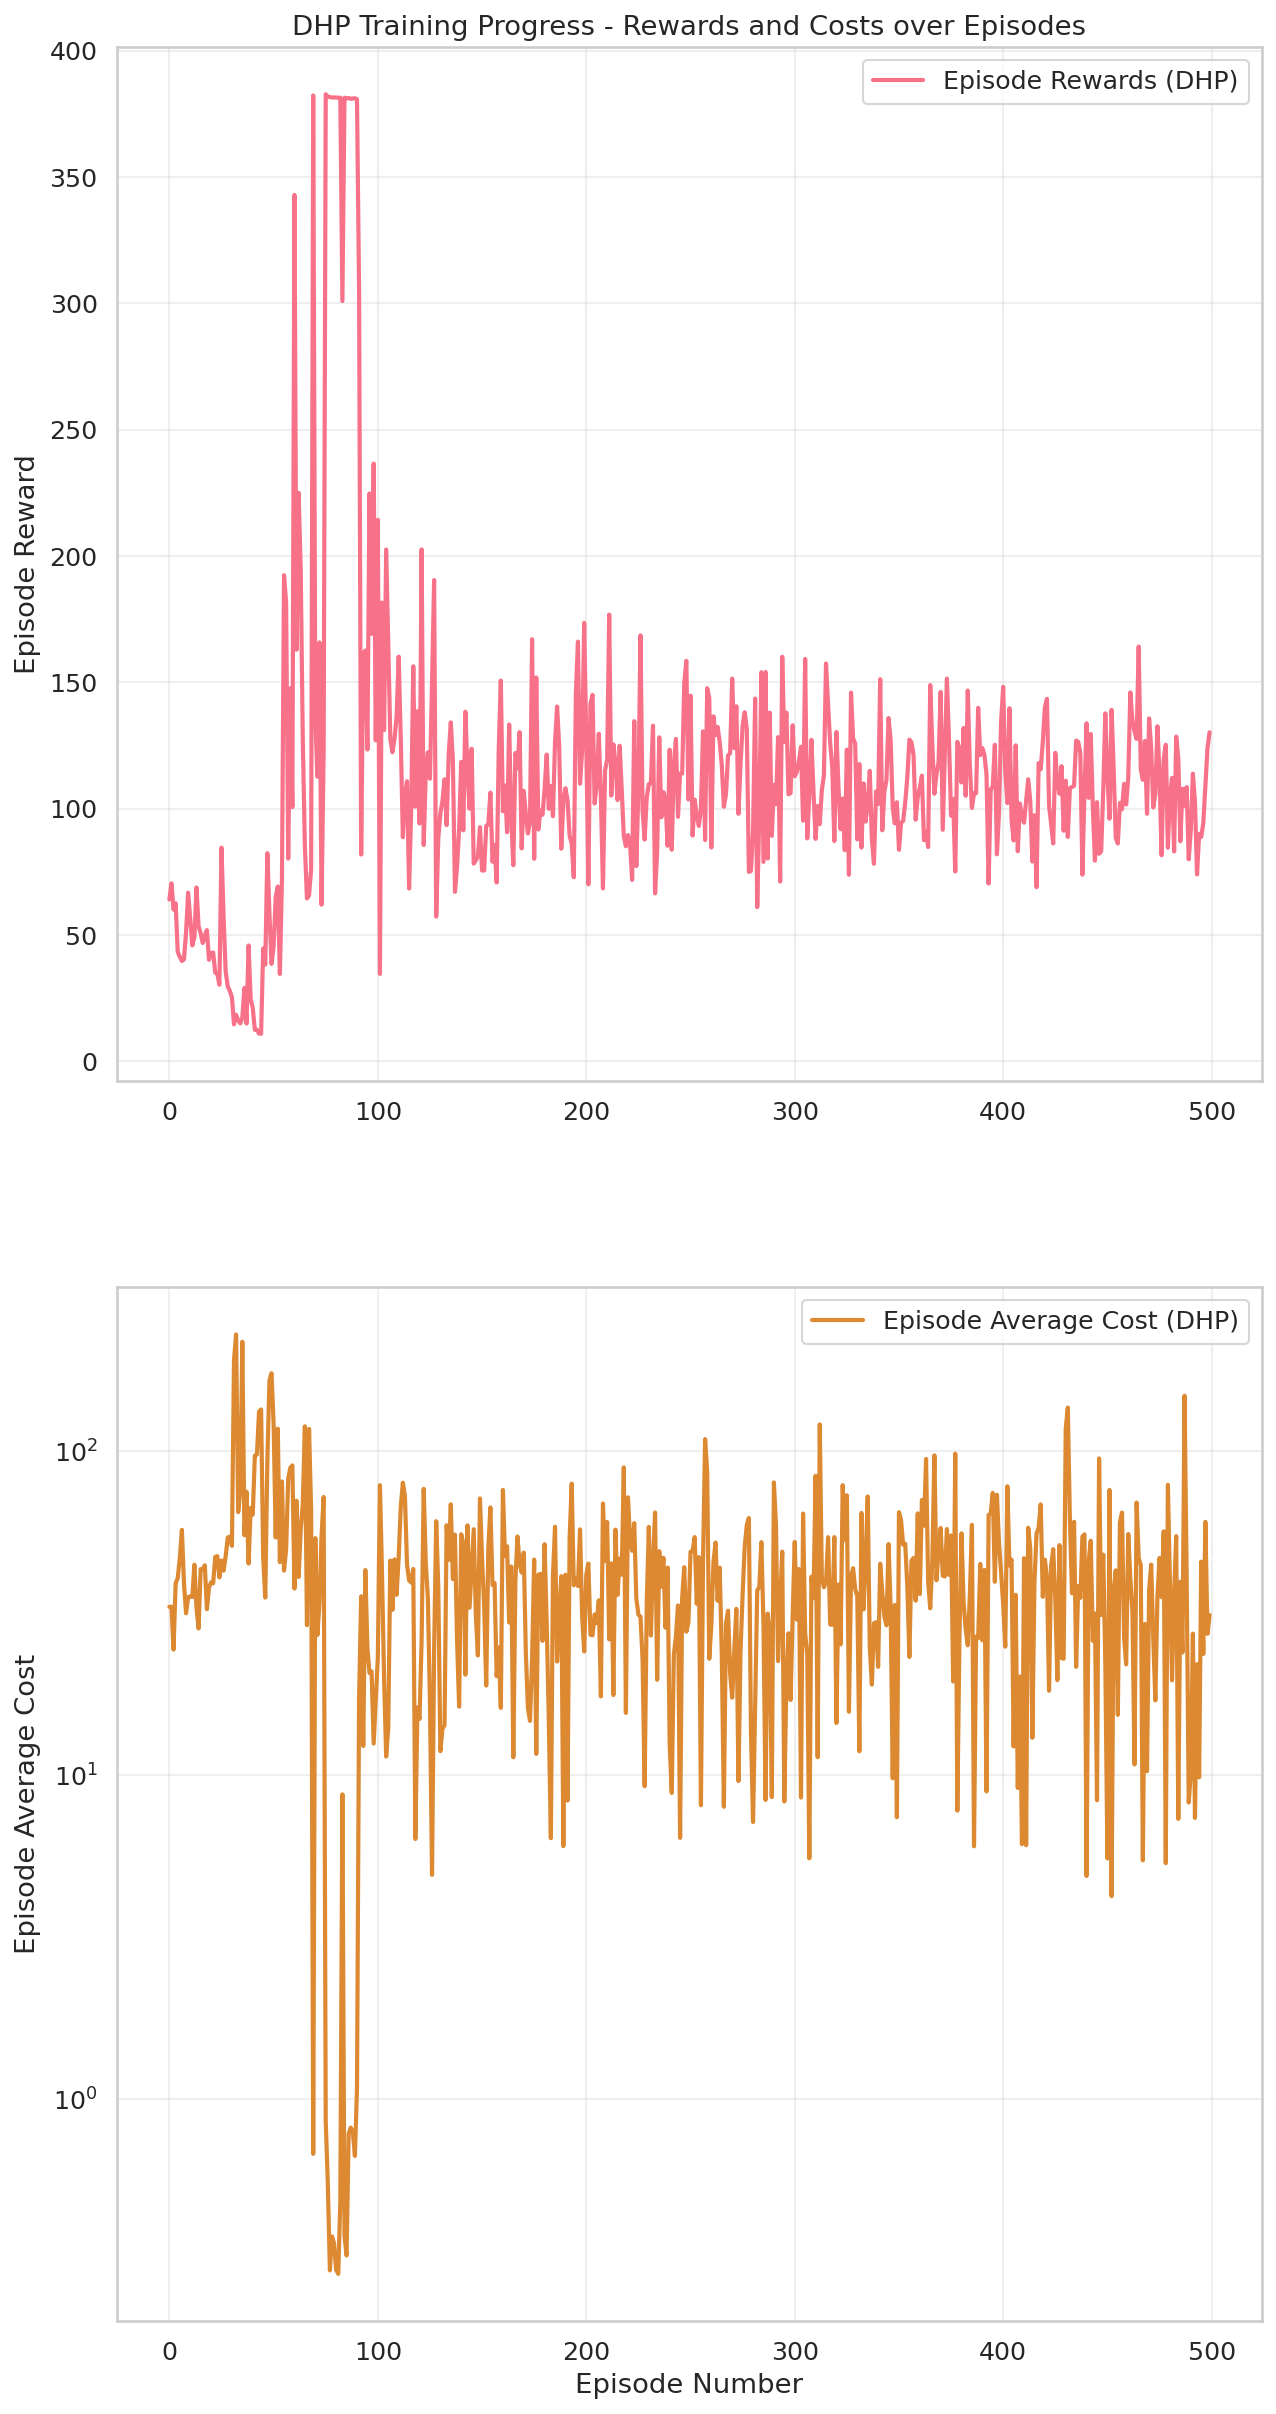 DHP Training Progress - Rewards and Costs over Episodes
Episode Rewards (DHP)
Episode Reward
400
350
300
250
200
150
100
50
0
0 100 200 300 400 500
Episode Average Cost (DHP)
Episode Average Cost
10²
10¹
10⁰
0 100 200 300 400 500
Episode Number